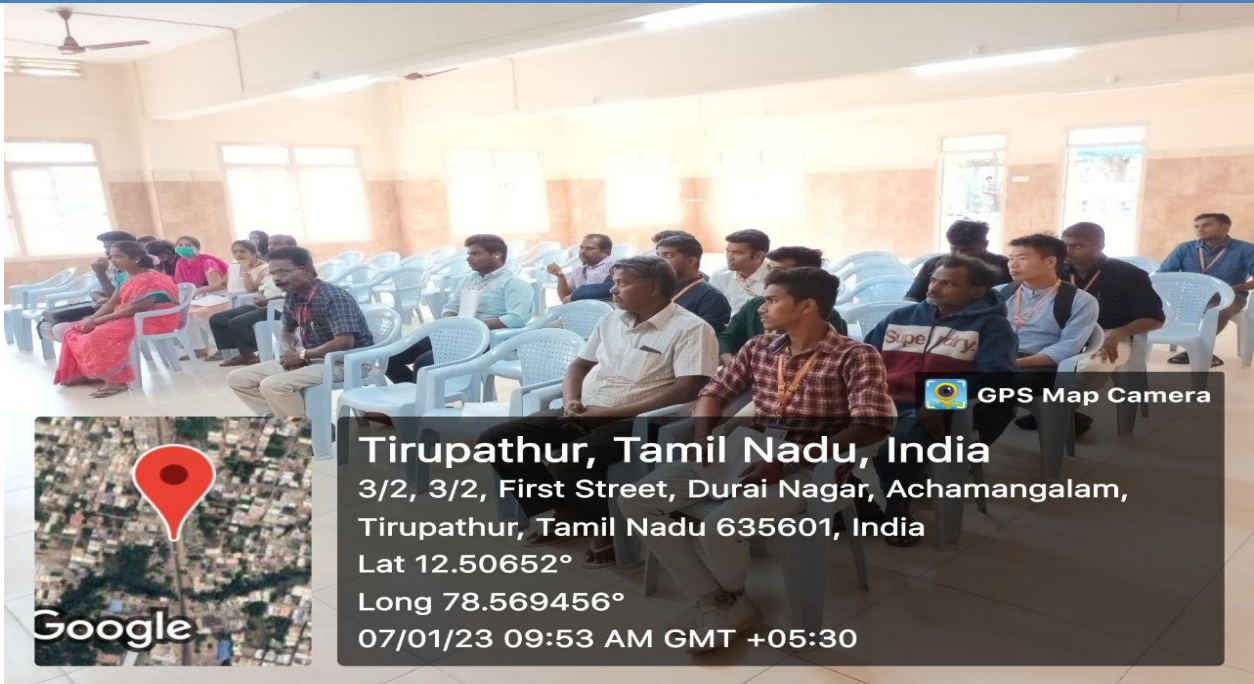 GPS Map Camera
Tirupathur, Tamil Nadu, India
3/2, 3/2, First Street, Durai Nagar, Achamangalam,
Tirupathur, Tamil Nadu 635601, India
Lat 12.50652°
Long 78.569456°
07/01/23 09:53 AM GMT +05:30
Google